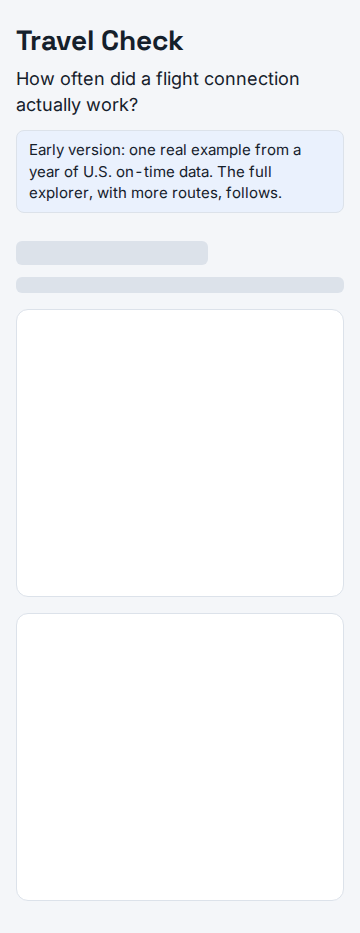 Travel Check
How often did a flight connection
actually work?
Early version: one real example from a
year of U.S. on-time data. The full
explorer, with more routes, follows.